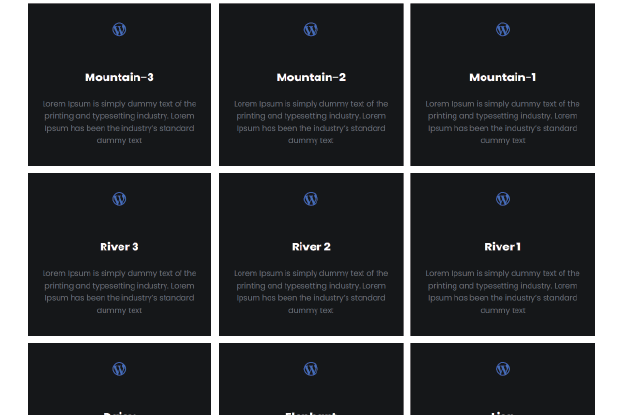 Mountain-3
Lorem Ipsum is simply dummy text of the
printing and typesetting industry. Lorem
Ipsum has been the industry's standard
dummy text
Mountain-2
Lorem Ipsum is simply dummy text of the
printing and typesetting industry. Lorem
Ipsum has been the industry's standard
dummy text
Mountain-1
Lorem Ipsum is simply dummy text of the
printing and typesetting industry. Lorem
Ipsum has been the industry's standard
dummy text
River 3
Lorem Ipsum is simply dummy text of the
printing and typesetting industry. Lorem
Ipsum has been the industry's standard
dummy text
River 2
Lorem Ipsum is simply dummy text of the
printing and typesetting industry. Lorem
Ipsum has been the industry's standard
dummy text
River 1
Lorem Ipsum is simply dummy text of the
printing and typesetting industry. Lorem
Ipsum has been the industry's standard
dummy text
Elephant